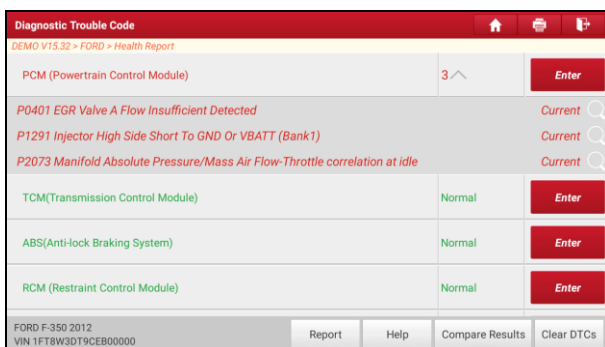 Diagnostic Trouble Code
DEMO V15.32 > FORD > Health Report
PCM (Powertrain Control Module) 3 Enter
P0401 EGR Valve A Flow Insufficient Detected Current
P1291 Injector High Side Short To GND Or VBATT (Bank1) Current
P2073 Manifold Absolute Pressure/Mass Air Flow-Throttle correlation at idle Current
TCM(Transmission Control Module) Normal Enter
ABS(Anti-lock Braking System) Normal Enter
RCM (Restraint Control Module) Normal Enter
FORD F-350 2012
VIN 1FT8W3DT9CEB00000
Report Help Compare Results Clear DTCs